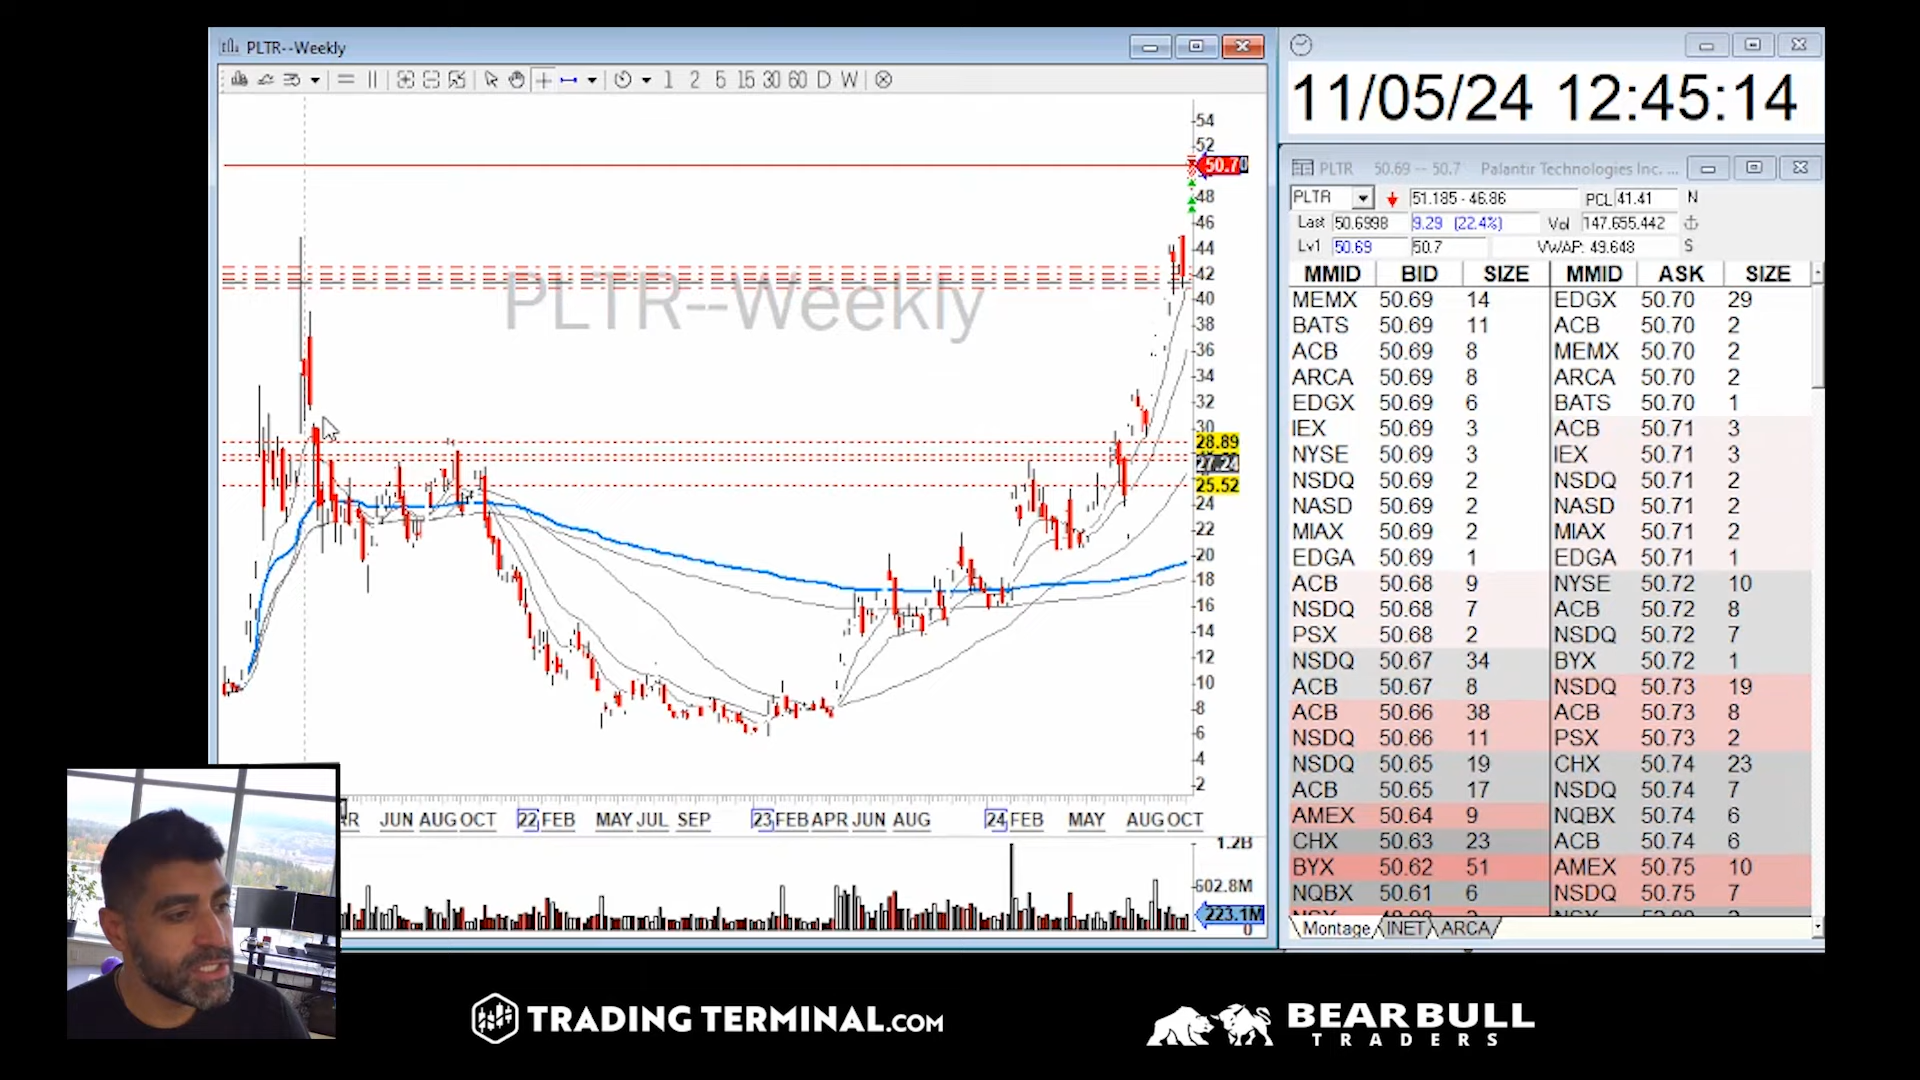 PLTR--Weekly
1 2 5 15 30 60 D W
PLTR--Weekly
54
52
50.70
48
46
44
42
40
38
36
34
32
30
28.89
27.24
25.52
24
22
20
18
16
14
12
10
8
6
4
2
JUN AUG OCT 22 FEB MAY JUL SEP 23 FEB APR JUN AUG 24 FEB MAY AUG OCT
1.2B
602.8M
223.1M
0
11/05/24 12:45:14
PLTR 50.69 -- 50.7 Palantir Technologies Inc. ...
PLTR 51.185 - 46.86 PCL 41.41 N
Last 50.6998 9.29 (22.4%) Vol 147.655.442
Lv1 50.69 50.7 VWAP: 49.648 S
MMID BID SIZE MMID ASK SIZE
MEMX 50.69 14 EDGX 50.70 29
BATS 50.69 11 ACB 50.70 2
ACB 50.69 8 MEMX 50.70 2
ARCA 50.69 8 ARCA 50.70 2
EDGX 50.69 6 BATS 50.70 1
IEX 50.69 3 ACB 50.71 3
NYSE 50.69 3 IEX 50.71 3
NSDQ 50.69 2 NSDQ 50.71 2
NASD 50.69 2 NASD 50.71 2
MIAX 50.69 2 MIAX 50.71 2
EDGA 50.69 1 EDGA 50.71 1
ACB 50.68 9 NYSE 50.72 10
NSDQ 50.68 7 ACB 50.72 8
PSX 50.68 2 NSDQ 50.72 7
NSDQ 50.67 34 BYX 50.72 1
ACB 50.67 8 NSDQ 50.73 19
ACB 50.66 38 ACB 50.73 8
NSDQ 50.66 11 PSX 50.73 2
NSDQ 50.65 19 CHX 50.74 23
ACB 50.65 17 NSDQ 50.74 7
AMEX 50.64 9 NQBX 50.74 6
CHX 50.63 23 ACB 50.74 6
BYX 50.62 51 AMEX 50.75 10
NQBX 50.61 6 NSDQ 50.75 7
Montage INET ARCA
TRADING TERMINAL.COM
BEAR BULL
TRADERS